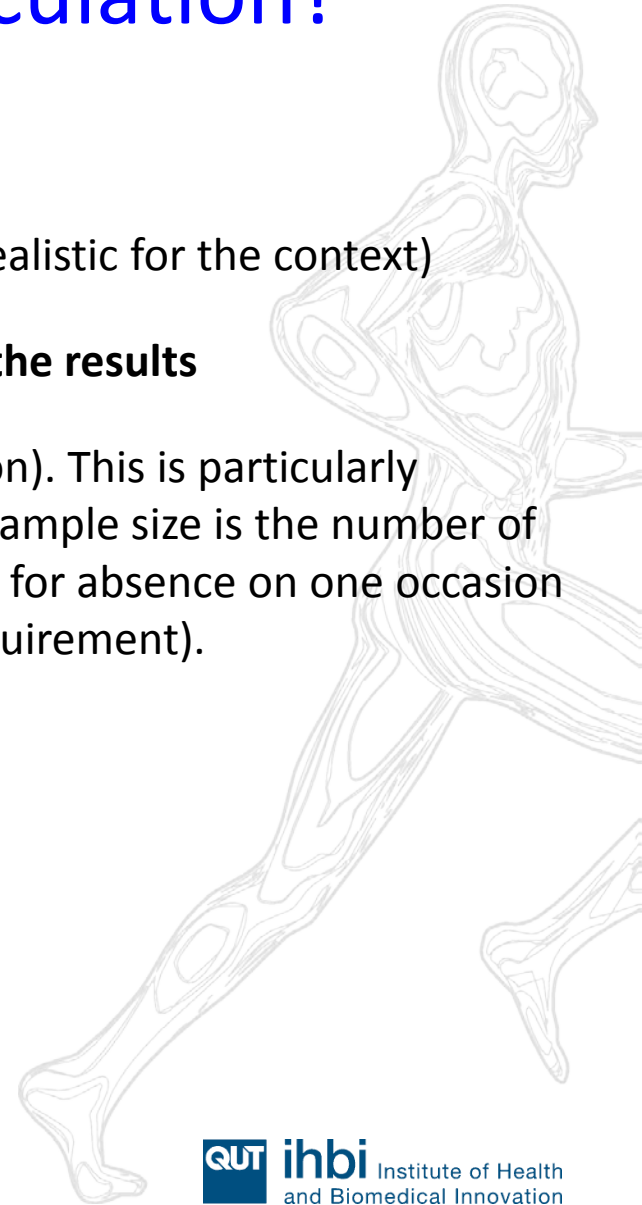 culation?
ealistic for the context)
the results
on). This is particularly
ample size is the number of
for absence on one occasion
uirement).
QUT ihbi Institute of Health
and Biomedical Innovation